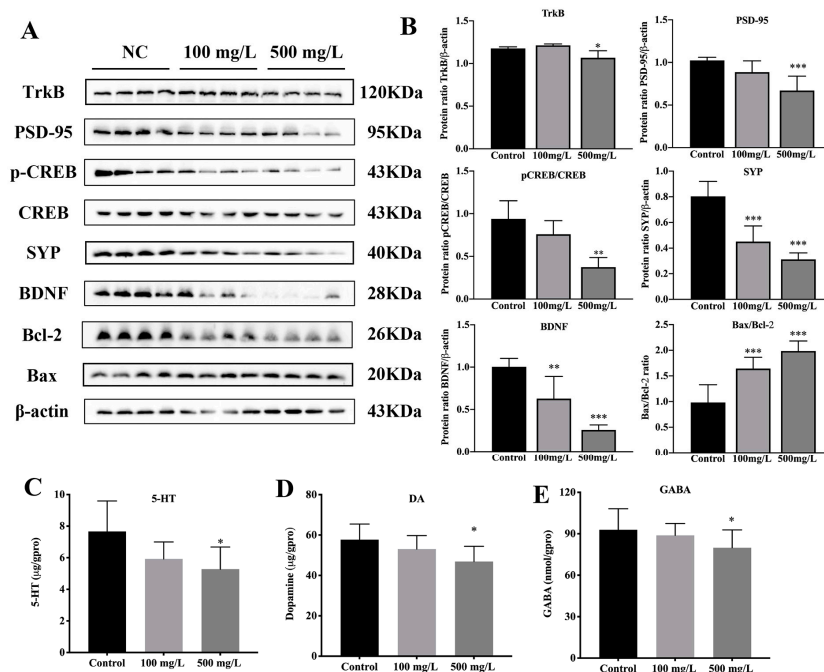 A
NC 100 mg/L 500 mg/L
TrkB 120KDa
PSD-95 95KDa
p-CREB 43KDa
CREB 43KDa
SYP 40KDa
BDNF 28KDa
Bcl-2 26KDa
Bax 20KDa
β-actin 43KDa
B
TrkB
Protein ratio TrkB/β-actin
1.5
1.0
0.5
0.0
*
Control 100mg/L 500mg/L
PSD-95
Protein ratio PSD-95/β-actin
1.5
1.0
0.5
0.0
***
Control 100mg/L 500mg/L
pCREB/CREB
Protein ratio pCREB/CREB
1.5
1.0
0.5
0.0
**
Control 100mg/L 500mg/L
SYP
Protein ratio SYP/β-actin
1.0
0.8
0.6
0.4
0.2
0.0
***
***
Control 100mg/L 500mg/L
BDNF
Protein ratio BDNF/β-actin
1.5
1.0
0.5
0.0
**
***
Control 100mg/L 500mg/L
Bax/Bcl-2
Bax/Bcl-2 ratio
2.5
2.0
1.5
1.0
0.5
0.0
***
***
Control 100mg/L 500mg/L
C
5-HT
5-HT (μg/gpro)
10
8
6
4
2
0
*
Control 100 mg/L 500 mg/L
D
DA
Dopamine (μg/gpro)
80
60
40
20
0
*
Control 100 mg/L 500 mg/L
E
GABA
GABA (nmol/gpro)
120
90
60
30
0
*
Control 100 mg/L 500 mg/L